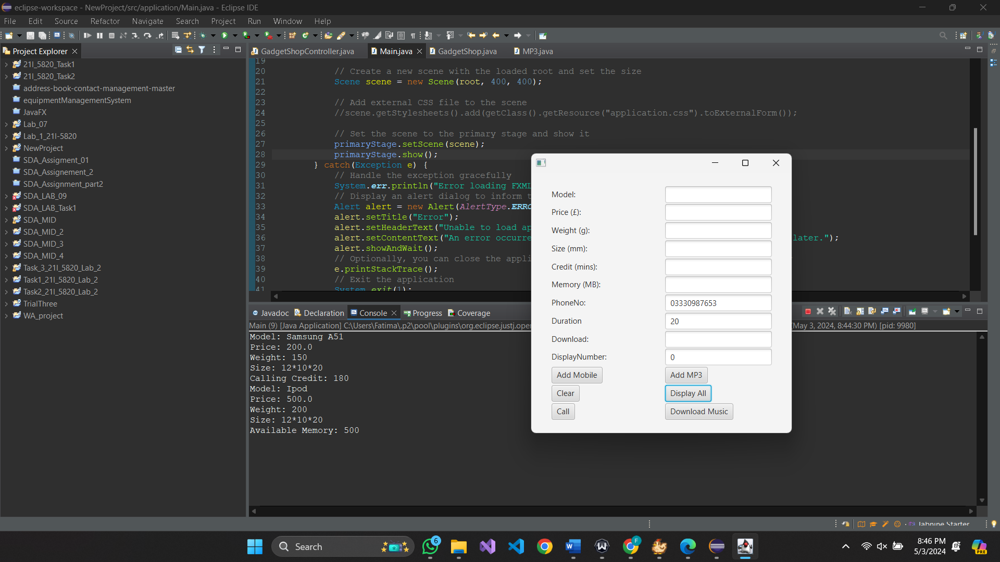 eclipse-workspace - NewProject/src/application/Main.java - Eclipse IDE
File Edit Source Refactor Navigate Search Project Run Window Help
Project Explorer
21I_5820_Task1
21I_5820_Task2
address-book-contact-management-master
equipmentManagementSystem
JavaFX
Lab_07
Lab_1_21I-5820
NewProject
SDA_Assigment_01
SDA_Assignement_2
SDA_Assignment_part2
SDA_LAB_09
SDA_LAB_Task1
SDA_MID
SDA_MID_2
SDA_MID_3
SDA_MID_4
Task_3_21I_5820_Lab_2
Task1_21I_5820_Lab_2
Task2_21I_5820_Lab_2
TrialThree
WA_project
GadgetShopController.java Main.java GadgetShop.java MP3.java
19
20 // Create a new scene with the loaded root and set the size
21 Scene scene = new Scene(root, 400, 400);
22
23 // Add external CSS file to the scene
24 //scene.getStylesheets().add(getClass().getResource("application.css").toExternalForm());
25
26 // Set the scene to the primary stage and show it
27 primaryStage.setScene(scene);
28 primaryStage.show();
29 } catch(Exception e) {
30 // Handle the exception gracefully
31 System.err.println("Error loading FXML
32 // Display an alert dialog to inform t
33 Alert alert = new Alert(AlertType.ERRO
34 alert.setTitle("Error");
35 alert.setHeaderText("Unable to load ap
36 alert.setContentText("An error occurre later.");
37 alert.showAndWait();
38 // Optionally, you can close the appli
39 e.printStackTrace();
40 // Exit the application
41 System.exit(1);
Model:
Price (£):
Weight (g):
Size (mm):
Credit (mins):
Memory (MB):
PhoneNo: 03330987653
Duration 20
Download:
DisplayNumber: 0
Add Mobile Add MP3
Clear Display All
Call Download Music
Javadoc Declaration Console Progress Coverage
Main (9) [Java Application] C:\Users\Fatima\.p2\pool\plugins\org.eclipse.justj.open (May 3, 2024, 8:44:30 PM) [pid: 9980]
Model: Samsung A51
Price: 200.0
Weight: 150
Size: 12*10*20
Calling Credit: 180
Model: Ipod
Price: 500.0
Weight: 200
Size: 12*10*20
Available Memory: 500
Tabnine Starter
Search
6
F
8:46 PM
5/3/2024
PRE